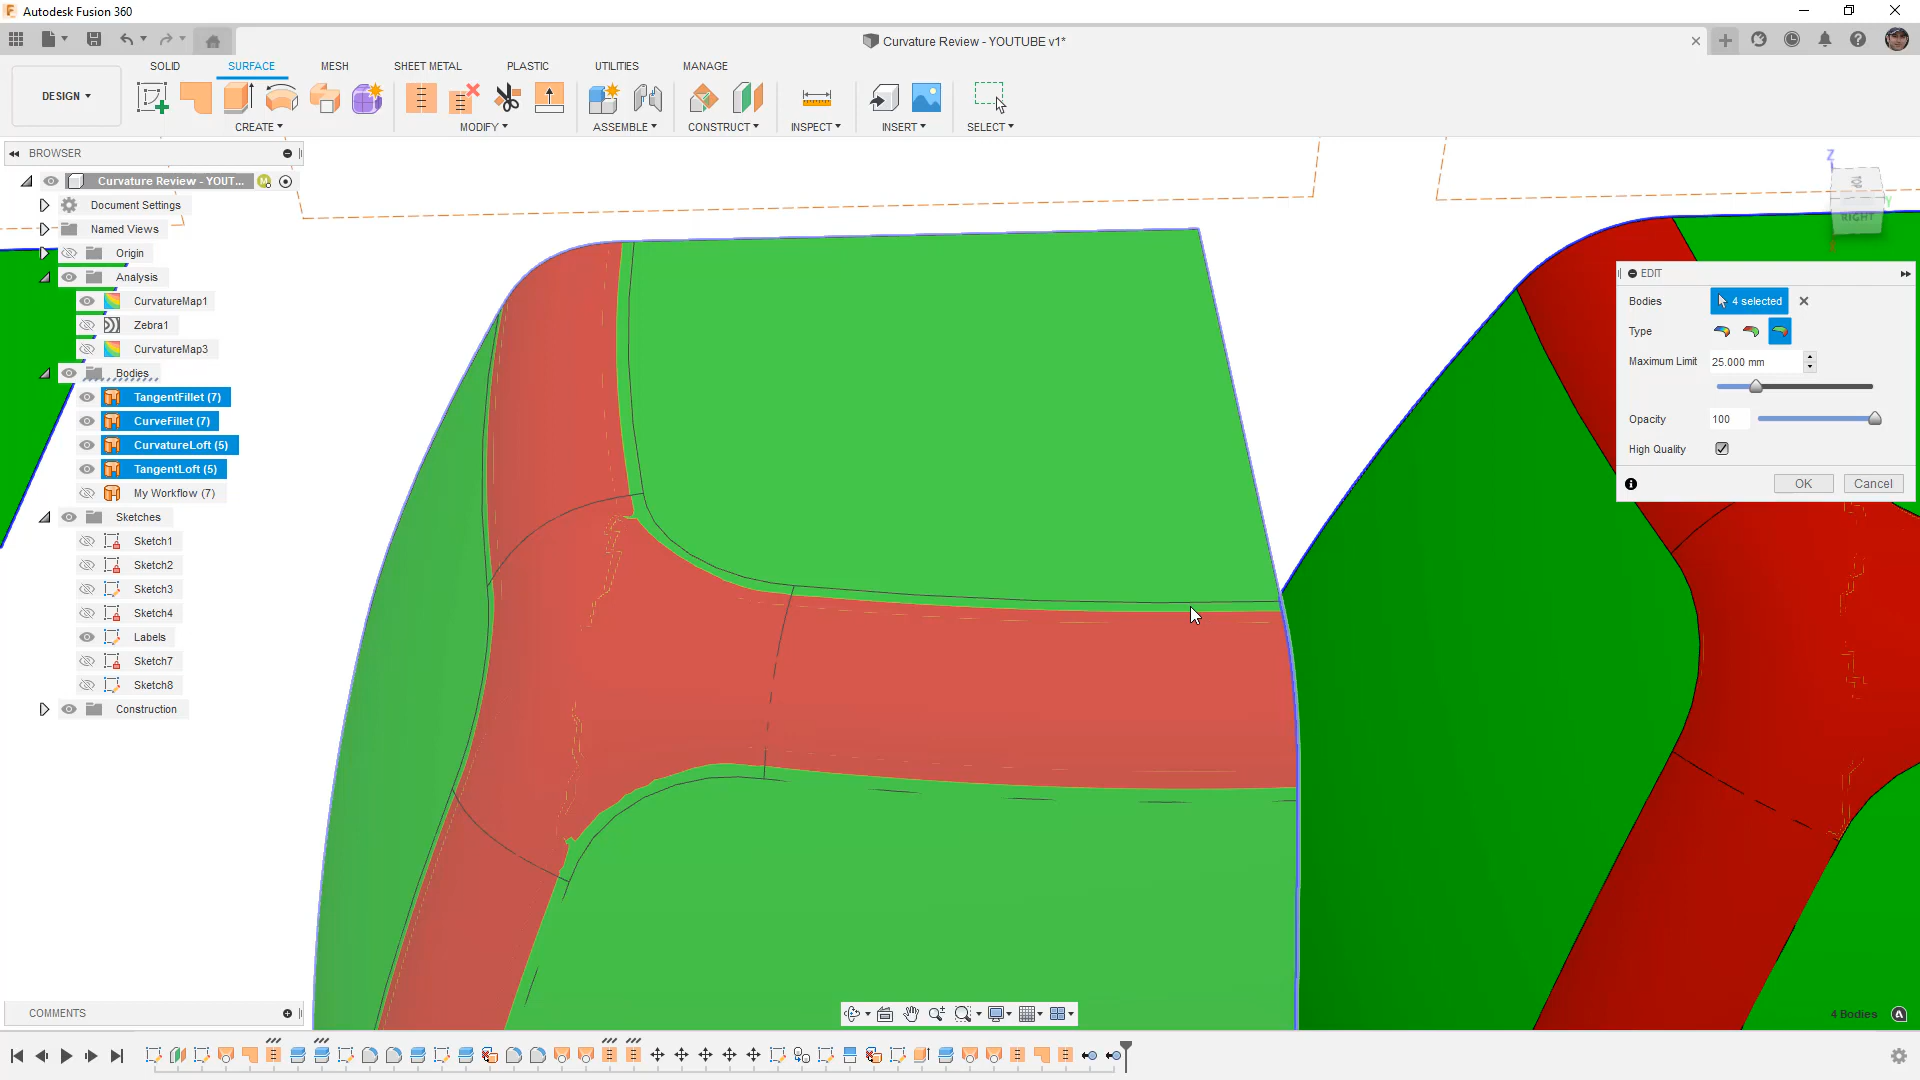 Autodesk Fusion 360
Curvature Review - YOUTUBE v1*
SOLID SURFACE MESH SHEET METAL PLASTIC UTILITIES MANAGE
DESIGN
CREATE MODIFY ASSEMBLE CONSTRUCT INSPECT INSERT SELECT
BROWSER
Curvature Review - YOUT...
Document Settings
Named Views
Origin
Analysis
CurvatureMap1
Zebra1
CurvatureMap3
Bodies
TangentFillet (7)
CurveFillet (7)
CurvatureLoft (5)
TangentLoft (5)
My Workflow (7)
Sketches
Sketch1
Sketch2
Sketch3
Sketch4
Labels
Sketch7
Sketch8
Construction
Z
TOP
Y
RIGHT
EDIT
Bodies 4 selected
Type
Maximum Limit 25.000 mm
Opacity 100
High Quality
OK Cancel
COMMENTS
4 Bodies